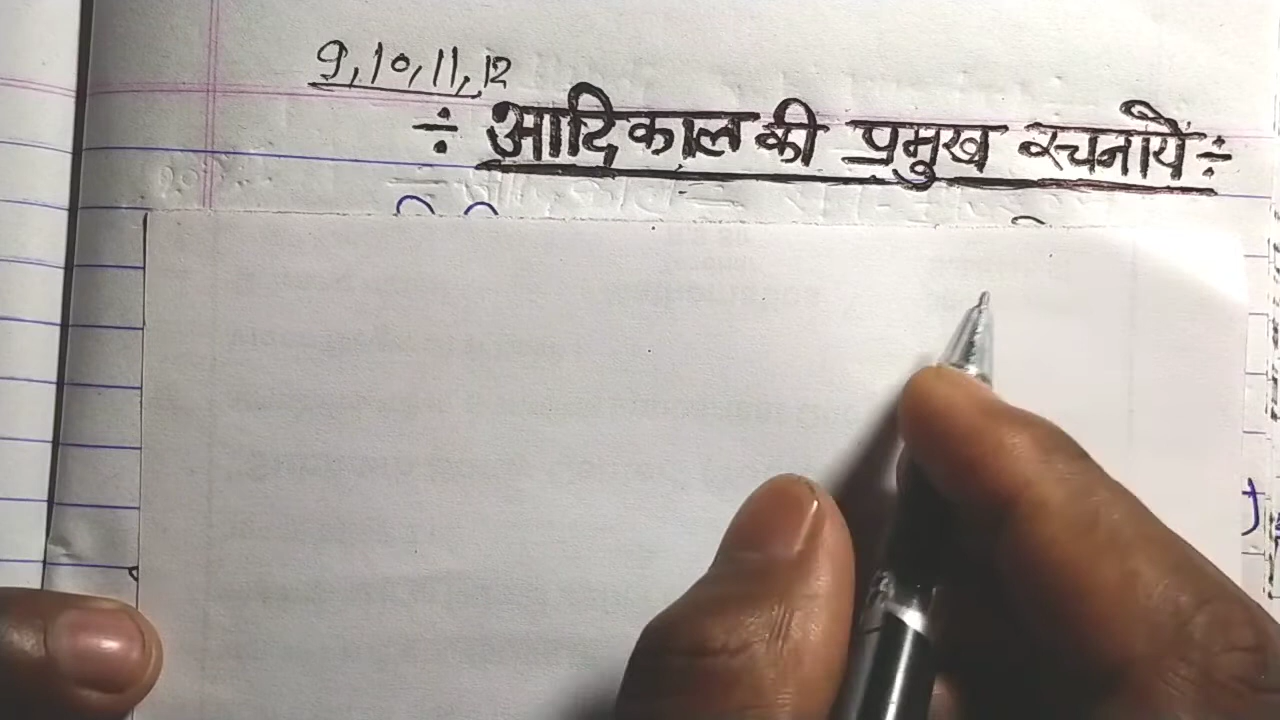 9, 10, 11, 12
÷ आदिकाल की प्रमुख रचनायें ÷